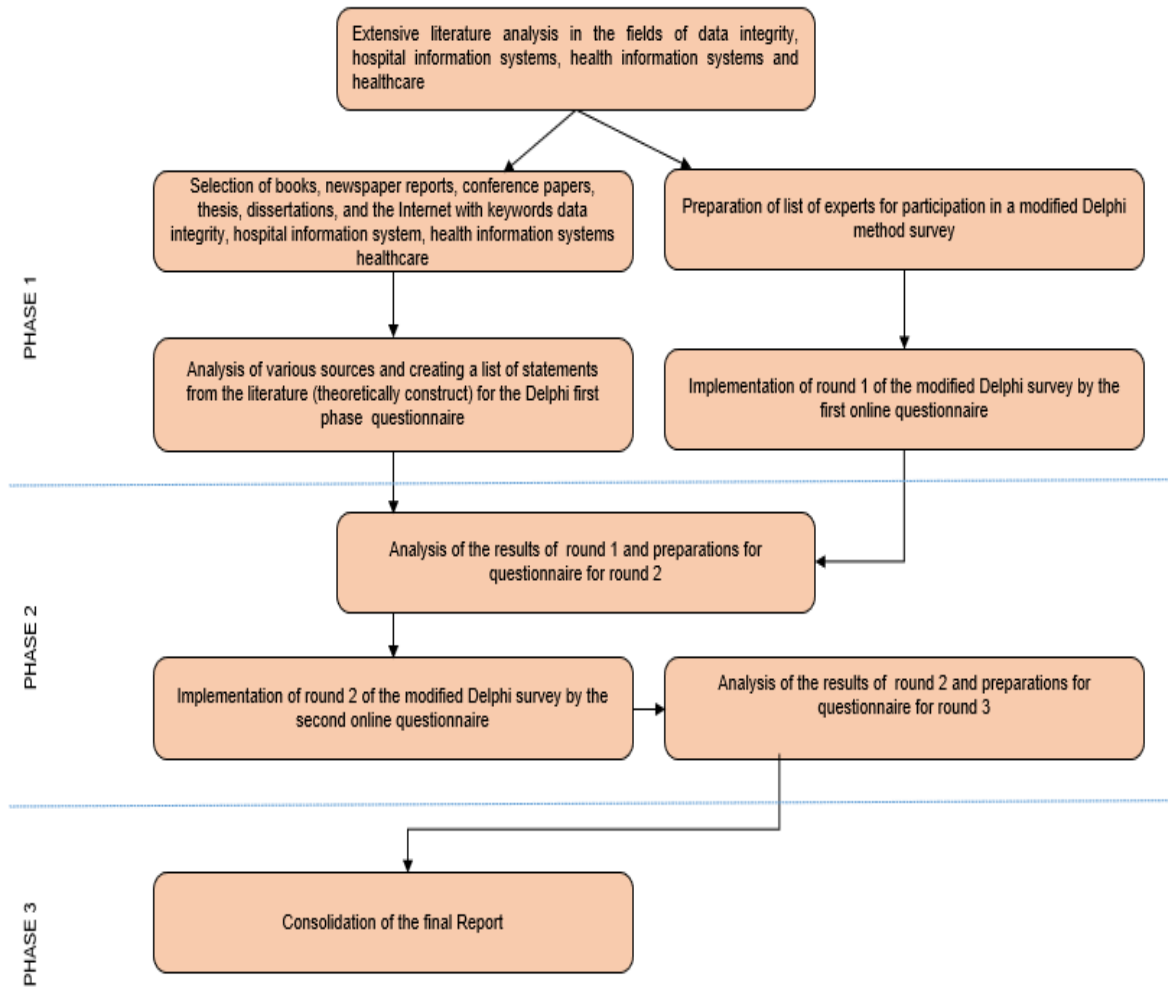 Extensive literature analysis in the fields of data integrity,
hospital information systems, health information systems and
healthcare
PHASE 1
Selection of books, newspaper reports, conference papers,
thesis, dissertations, and the Internet with keywords data
integrity, hospital information system, health information systems
healthcare
Preparation of list of experts for participation in a modified Delphi
method survey
Analysis of various sources and creating a list of statements
from the literature (theoretically construct) for the Delphi first
phase questionnaire
Implementation of round 1 of the modified Delphi survey by the
first online questionnaire
PHASE 2
Analysis of the results of round 1 and preparations for
questionnaire for round 2
Implementation of round 2 of the modified Delphi survey by the
second online questionnaire
Analysis of the results of round 2 and preparations for
questionnaire for round 3
PHASE 3
Consolidation of the final Report